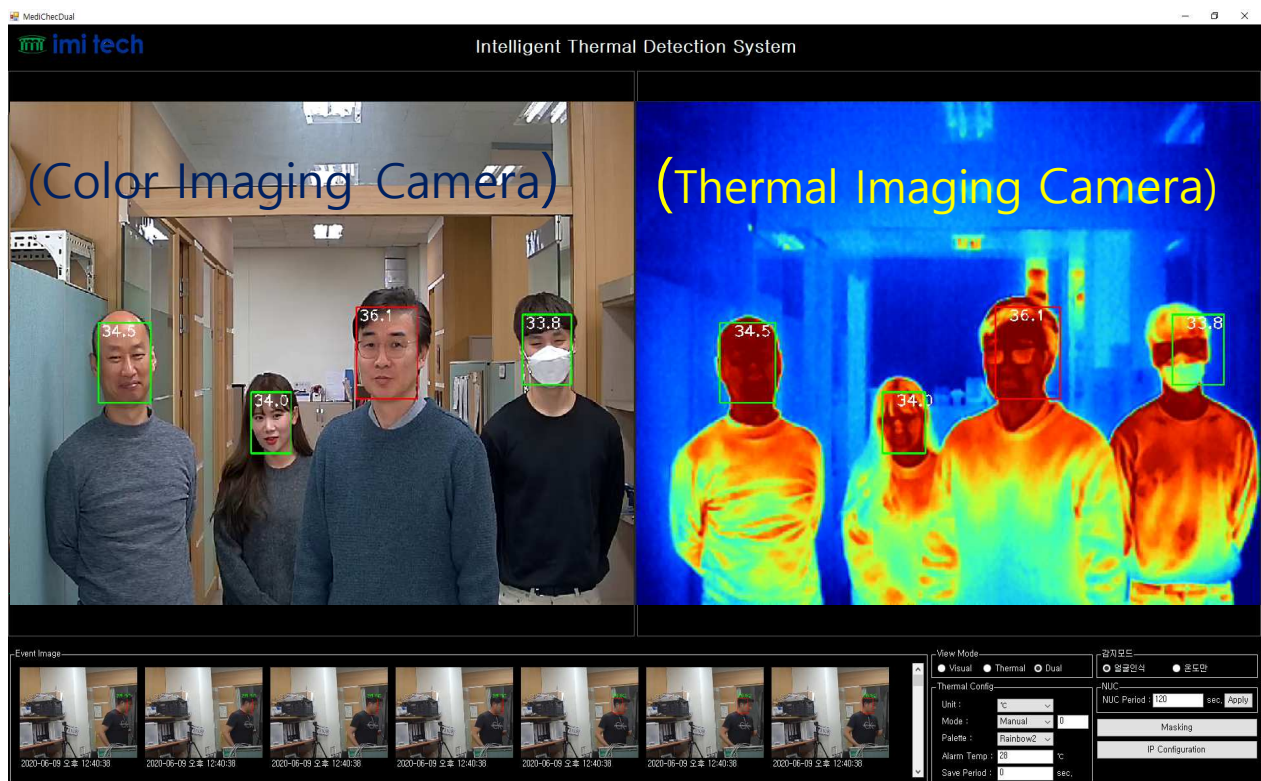 MediChecDual
imi tech
Intelligent Thermal Detection System
(Color Imaging Camera)
(Thermal Imaging Camera)
34.5
34.0
36.1
33.8
34.5
34.0
36.1
33.8
Event Image
2020-06-09 오후 12:40:38
2020-06-09 오후 12:40:38
2020-06-09 오후 12:40:38
2020-06-09 오후 12:40:38
2020-06-09 오후 12:40:38
2020-06-09 오후 12:40:38
2020-06-09 오후 12:40:38
View Mode
Visual Thermal Dual
Thermal Config
Unit : ℃
Mode : Manual 0
Palette : Rainbow2
Alarm Temp : 28 ℃
Save Period : 0 sec,
감지모드
얼굴인식 온도만
NUC
NUC Period : 120 sec, Apply
Masking
IP Configuration